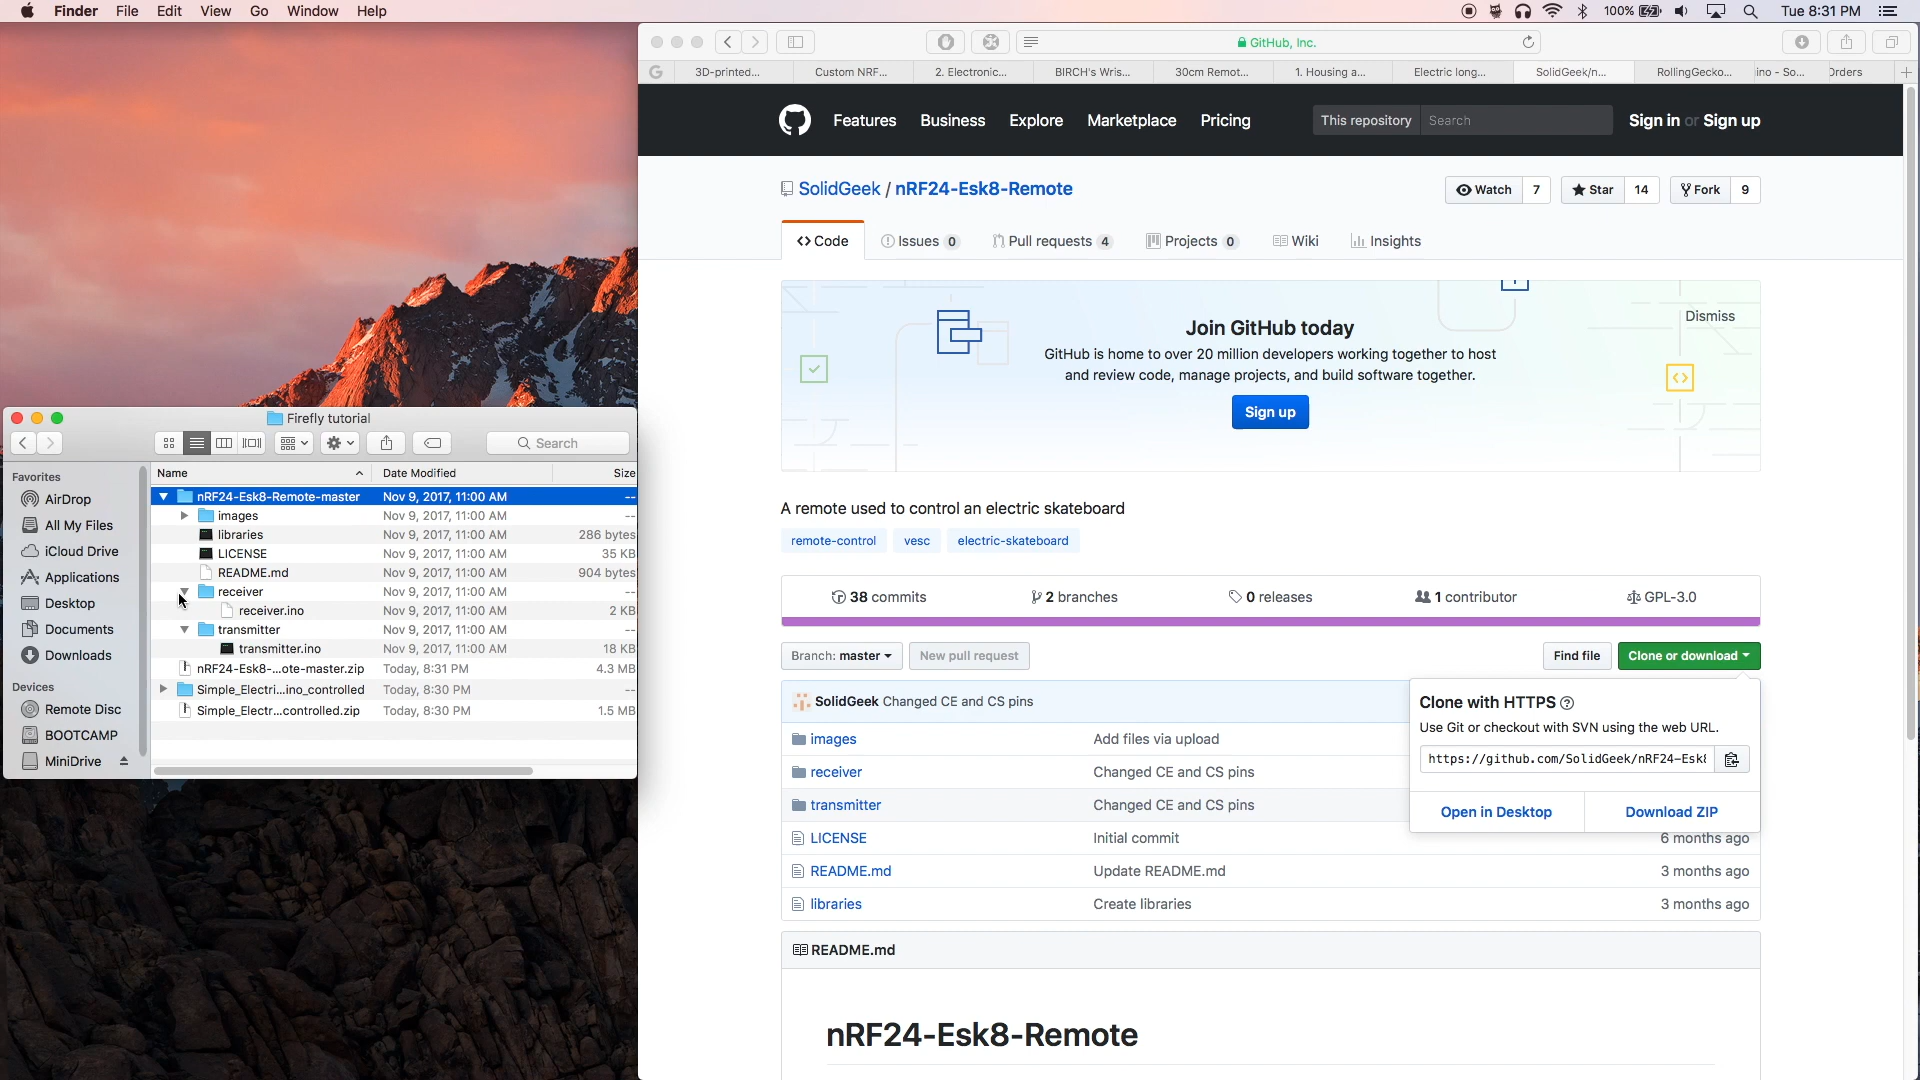 Finder File Edit View Go Window Help
100% Tue 8:31 PM
GitHub, Inc.
3D-printed... Custom NRF... 2. Electronic... BIRCH's Wris... 30cm Remot... 1. Housing a... Electric long... SolidGeek/n... RollingGecko... ino - So... Orders
Features Business Explore Marketplace Pricing
This repository Search
Sign in or Sign up
SolidGeek / nRF24-Esk8-Remote
Watch 7 Star 14 Fork 9
Code Issues 0 Pull requests 4 Projects 0 Wiki Insights
Join GitHub today
Dismiss
GitHub is home to over 20 million developers working together to host
and review code, manage projects, and build software together.
Sign up
A remote used to control an electric skateboard
remote-control vesc electric-skateboard
38 commits 2 branches 0 releases 1 contributor GPL-3.0
Branch: master New pull request Find file Clone or download
SolidGeek Changed CE and CS pins
images Add files via upload
receiver Changed CE and CS pins
transmitter Changed CE and CS pins
LICENSE Initial commit 6 months ago
README.md Update README.md 3 months ago
libraries Create libraries 3 months ago
Clone with HTTPS
Use Git or checkout with SVN using the web URL.
https://github.com/SolidGeek/nRF24-Esk8
Open in Desktop Download ZIP
README.md
nRF24-Esk8-Remote
Firefly tutorial
Search
Favorites
AirDrop
All My Files
iCloud Drive
Applications
Desktop
Documents
Downloads
Devices
Remote Disc
BOOTCAMP
MiniDrive
Name Date Modified Size
nRF24-Esk8-Remote-master Nov 9, 2017, 11:00 AM --
images Nov 9, 2017, 11:00 AM --
libraries Nov 9, 2017, 11:00 AM 286 bytes
LICENSE Nov 9, 2017, 11:00 AM 35 KB
README.md Nov 9, 2017, 11:00 AM 904 bytes
receiver Nov 9, 2017, 11:00 AM --
receiver.ino Nov 9, 2017, 11:00 AM 2 KB
transmitter Nov 9, 2017, 11:00 AM --
transmitter.ino Nov 9, 2017, 11:00 AM 18 KB
nRF24-Esk8-...ote-master.zip Today, 8:31 PM 4.3 MB
Simple_Electri...ino_controlled Today, 8:30 PM --
Simple_Electr...controlled.zip Today, 8:30 PM 1.5 MB